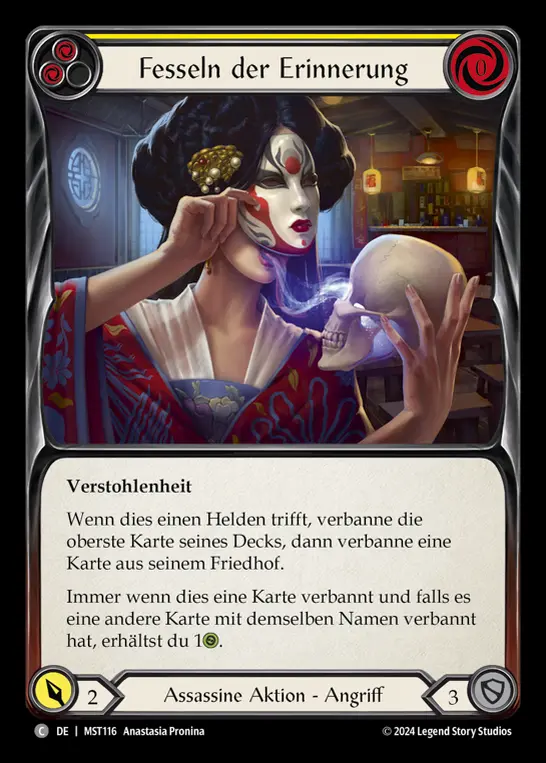 Fesseln der Erinnerung
0
Verstohlenheit
Wenn dies einen Helden trifft, verbanne die
oberste Karte seines Decks, dann verbanne eine
Karte aus seinem Friedhof.
Immer wenn dies eine Karte verbannt und falls es
eine andere Karte mit demselben Namen verbannt
hat, erhältst du 1.
2
Assassine Aktion - Angriff
3
C DE | MST116 Anastasia Pronina
© 2024 Legend Story Studios